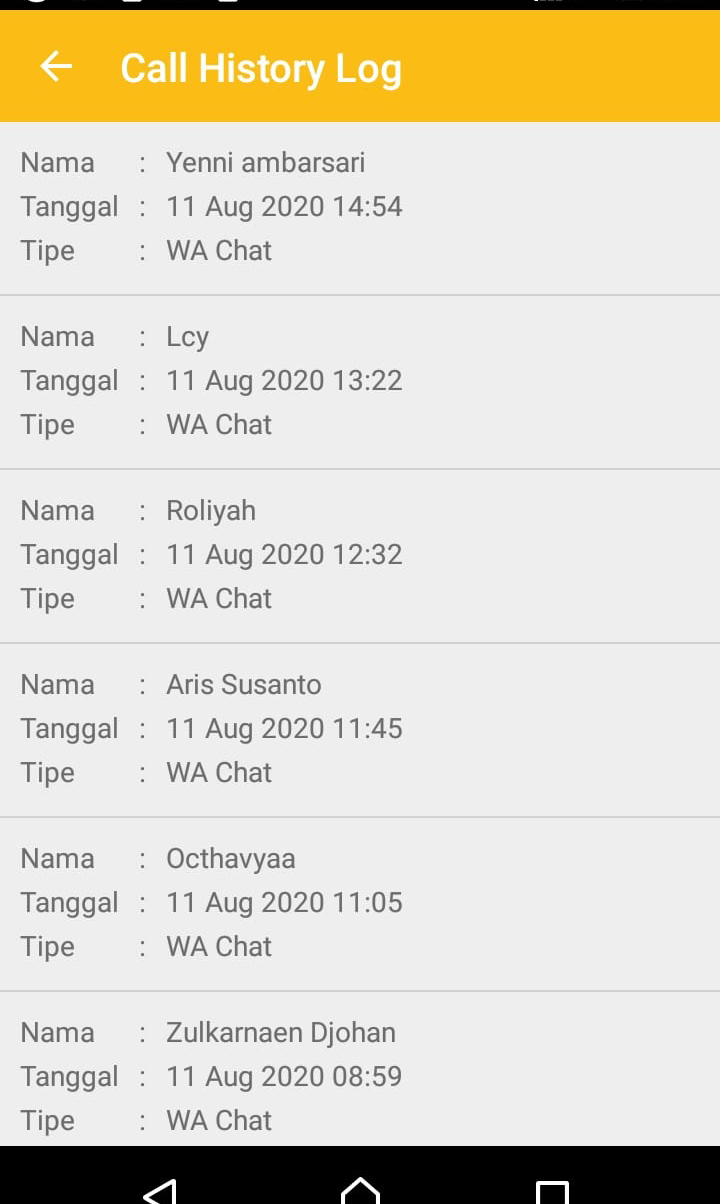 Call History Log
Nama : Yenni ambarsari
Tanggal : 11 Aug 2020 14:54
Tipe : WA Chat
Nama : Lcy
Tanggal : 11 Aug 2020 13:22
Tipe : WA Chat
Nama : Roliyah
Tanggal : 11 Aug 2020 12:32
Tipe : WA Chat
Nama : Aris Susanto
Tanggal : 11 Aug 2020 11:45
Tipe : WA Chat
Nama : Octhavyaa
Tanggal : 11 Aug 2020 11:05
Tipe : WA Chat
Nama : Zulkarnaen Djohan
Tanggal : 11 Aug 2020 08:59
Tipe : WA Chat